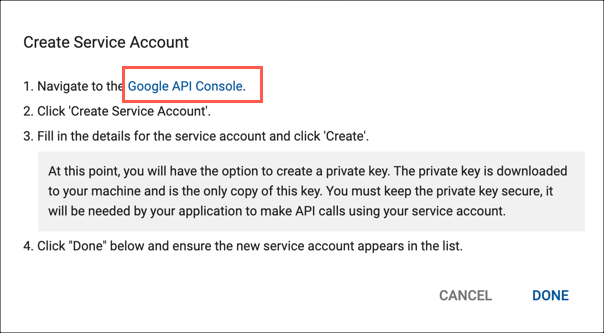 Create Service Account
1. Navigate to the Google API Console.
2. Click 'Create Service Account'.
3. Fill in the details for the service account and click 'Create'.
At this point, you will have the option to create a private key. The private key is downloaded
to your machine and is the only copy of this key. You must keep the private key secure, it
will be needed by your application to make API calls using your service account.
4. Click "Done" below and ensure the new service account appears in the list.
CANCEL DONE